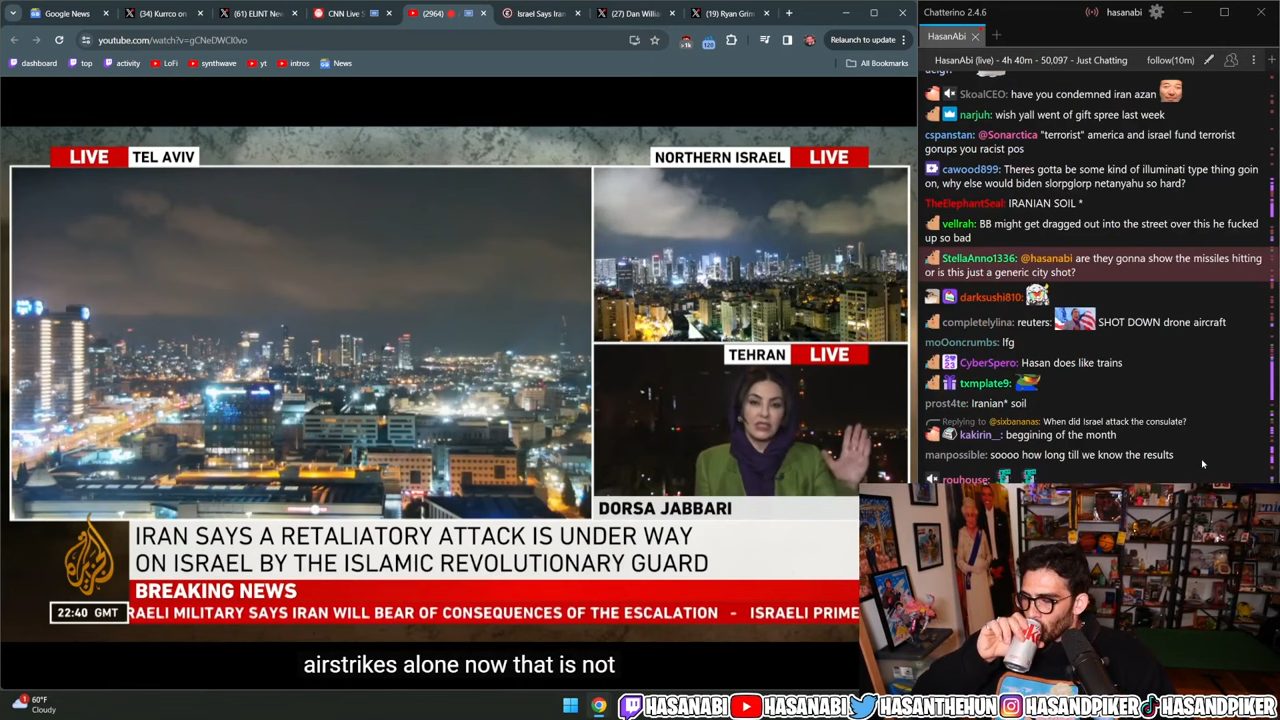 Google News
(34) Kurrco on
(61) ELINT New
CNN Live S
(2964)
Israel Says Iran
(27) Dan Willia
(19) Ryan Grim
youtube.com/watch?v=gCNeDWCI0vo
>1k
120
Relaunch to update
dashboard
top
activity
LoFi
synthwave
yt
intros
News
All Bookmarks
LIVE TEL AVIV
NORTHERN ISRAEL LIVE
TEHRAN LIVE
DORSA JABBARI
IRAN SAYS A RETALIATORY ATTACK IS UNDER WAY
ON ISRAEL BY THE ISLAMIC REVOLUTIONARY GUARD
BREAKING NEWS
22:40 GMT
RAELI MILITARY SAYS IRAN WILL BEAR OF CONSEQUENCES OF THE ESCALATION - ISRAELI PRIME
airstrikes alone now that is not
Chatterino 2.4.6
hasanabi
HasanAbi
HasanAbi (live) - 4h 40m - 50,097 - Just Chatting
follow(10m)
SkoalCEO: have you condemned iran azan
narjuh: wish yall went of gift spree last week
cspanstan: @Sonarctica "terrorist" america and israel fund terrorist
gorups you racist pos
cawood899: Theres gotta be some kind of illuminati type thing goin
on, why else would biden slorpglorp netanyahu so hard?
TheElephantSeal: IRANIAN SOIL *
vellrah: BB might get dragged out into the street over this he fucked
up so bad
StellaAnno1336: @hasanabi are they gonna show the missiles hitting
or is this just a generic city shot?
darksushi810:
completelylina: reuters: SHOT DOWN drone aircraft
moOoncrumbs: lfg
CyberSpero: Hasan does like trains
txmplate9:
prost4te: Iranian* soil
Replying to @sixbananas: When did Israel attack the consulate?
kakirin__: beggining of the month
manpossible: soooo how long till we know the results
rouhouse:
1
60°F
Cloudy
HASANABI
HASANABI
HASANTHEHUN
HASANDPIKER
HASANDPIKER